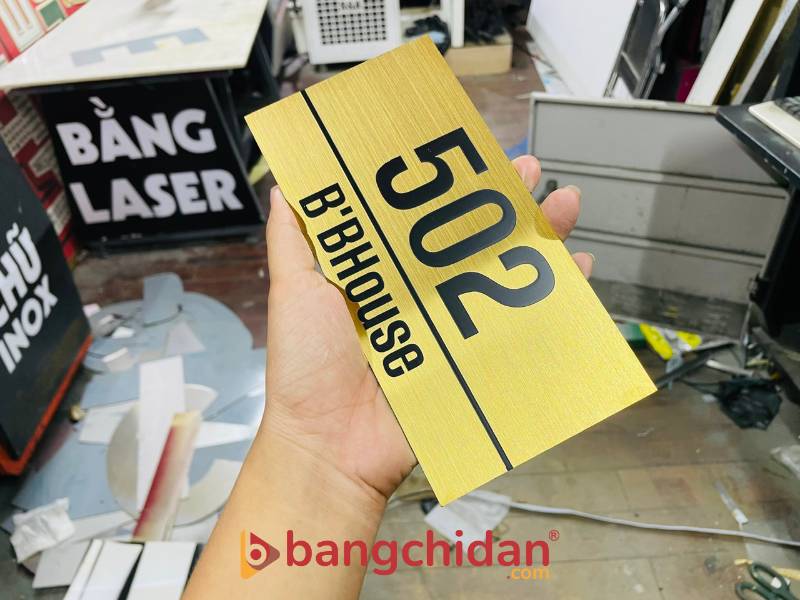 BẰNG
LASER
CHỮ
INOX
502
B'BHouse
bangchidan®
.com